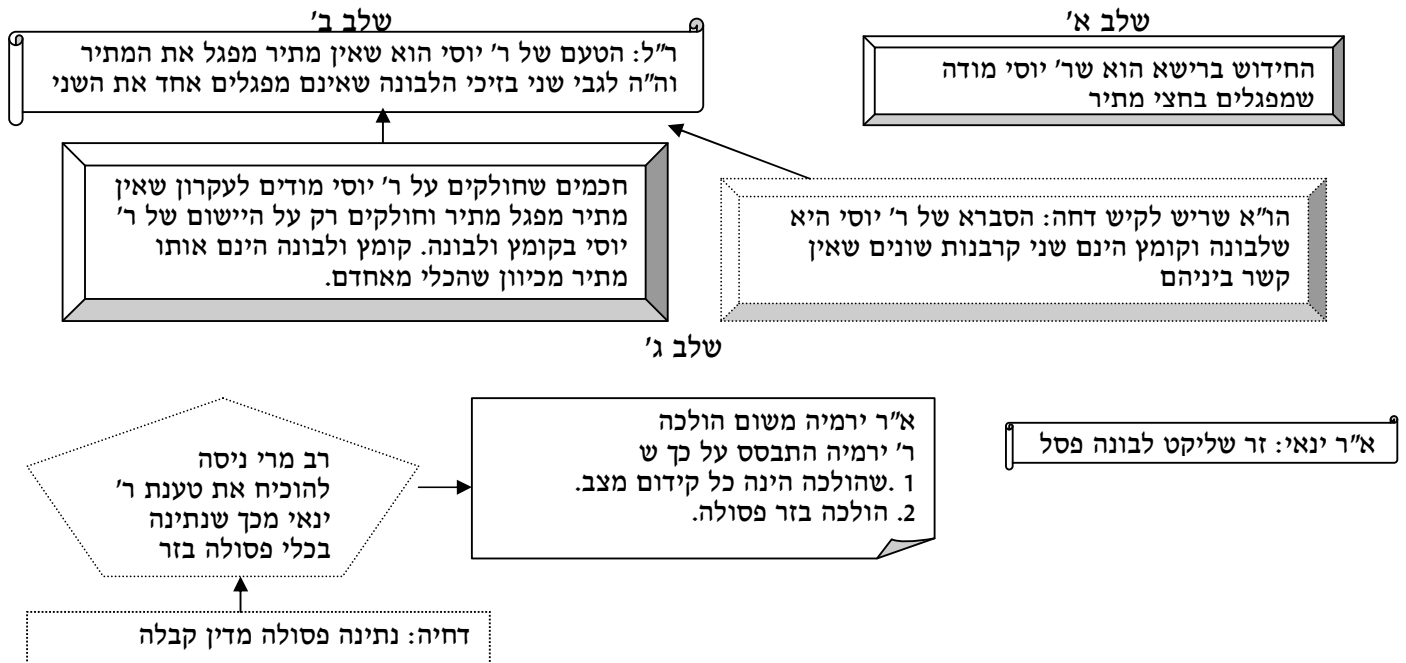 שלב א'
החידוש ברישא הוא שר' יוסי מודה
שמפגלים בחצי מתיר
שלב ב'
ר"ל: הטעם של ר' יוסי הוא שאין מתיר מפגל את המתיר
וה"ה לגבי שני בזיכי הלבונה שאינם מפגלים אחד את השני
הו"א שריש לקיש דחה: הסברא של ר' יוסי היא
שלבונה וקומץ הינם שני קרבנות שונים שאין
קשר ביניהם
חכמים שחולקים על ר' יוסי מודים לעקרון שאין
מתיר מפגל מתיר וחולקים רק על היישום של ר'
יוסי בקומץ ולבונה. קומץ ולבונה הינם אותו
מתיר מכיוון שהכלי מאחדם.
שלב ג'
א"ר ינאי: זר שליקט לבונה פסל
א"ר ירמיה משום הולכה
ר' ירמיה התבסס על כך ש
1 .שהולכה הינה כל קידום מצב.
2. הולכה בזר פסולה.
רב מרי ניסה
להוכיח את טענת ר'
ינאי מכך שנתינה
בכלי פסולה בזר
דחיה: נתינה פסולה מדין קבלה